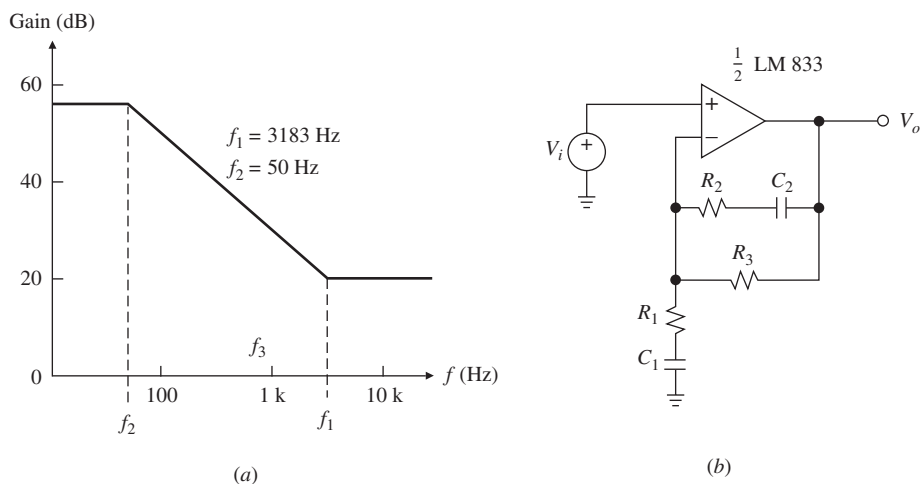 Gain (dB)
60
40
20
0
f₁ = 3183 Hz
f₂ = 50 Hz
f₃
100
1 k
10 k
f (Hz)
f₂
f₁
(a)
½ LM 833
+
−
Vᵢ
+
Vₒ
R₂
C₂
R₃
R₁
C₁
(b)